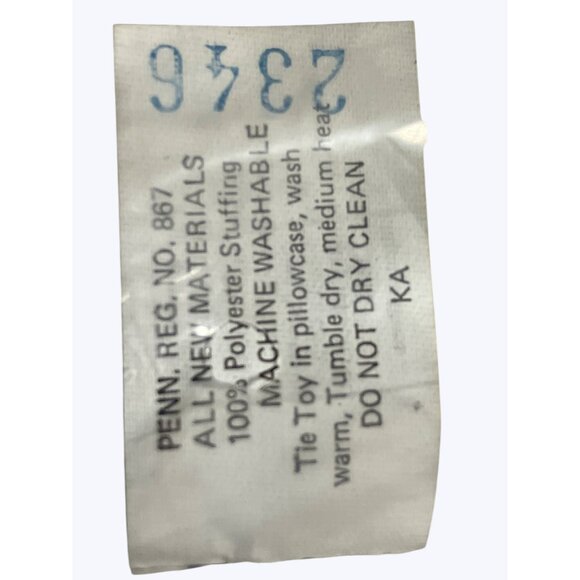 2346
PENN. REG. NO. 867
ALL NEW MATERIALS
100% Polyester Stuffing
MACHINE WASHABLE
Tie Toy in pillowcase, wash
warm, Tumble dry, medium heat
DO NOT DRY CLEAN
KA